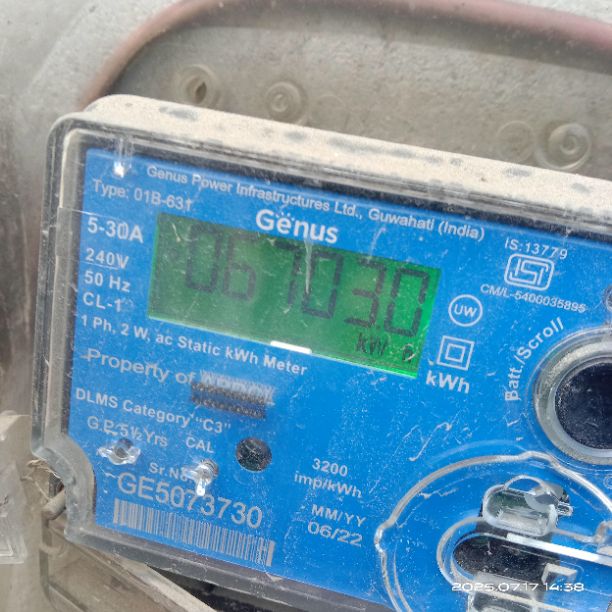 Genus Power Infrastructures Ltd., Guwahati (India)
Type: 01B-631
Genus
IS:13779
5-30A
067030
kW
240V
50 Hz
CL-1
CM/L-5400035895
UW
kWh
1 Ph, 2 W, ac Static kWh Meter
Batt./Scroll
Property of
DLMS Category "C3"
G.P. 5½ Yrs
CAL
Sr.No
GE5073730
3200
imp/kWh
MM/YY
06/22
2025.07.17 14:38